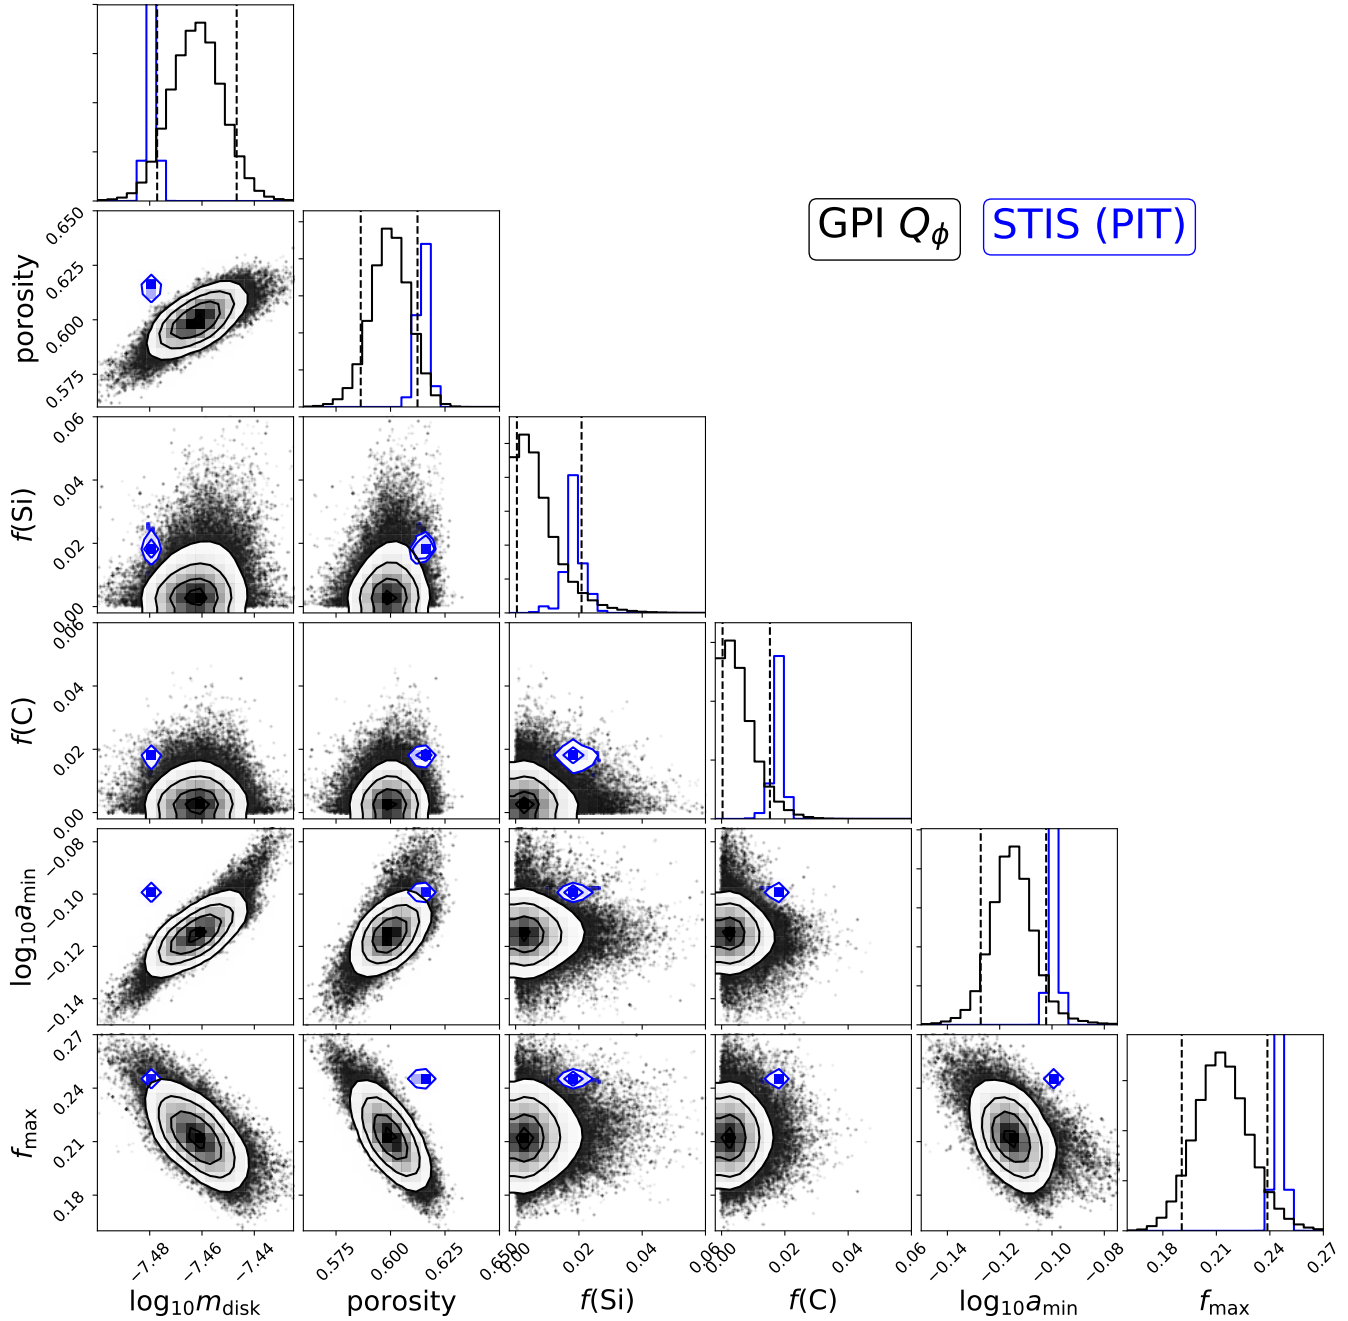 GPI Qϕ STIS (PIT)
porosity
0.650
0.625
0.600
0.575
f(Si)
0.06
0.04
0.02
0.00
f(C)
0.06
0.04
0.02
0.00
log₁₀aₘᵢₙ
−0.08
−0.10
−0.12
−0.14
fₘₐₓ
0.27
0.24
0.21
0.18
−7.48 −7.46 −7.44 0.575 0.600 0.625 0.650 0.00 0.02 0.04 0.06 0.00 0.02 0.04 0.06 −0.14 −0.12 −0.10 −0.08 0.18 0.21 0.24 0.27
log₁₀m_disk porosity f(Si) f(C) log₁₀aₘᵢₙ fₘₐₓ